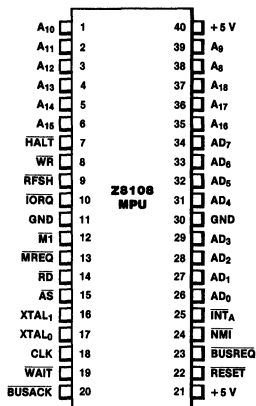 A10 1 40 +5 V
A11 2 39 A9
A12 3 38 A8
A13 4 37 A18
A14 5 36 A17
A15 6 35 A16
HALT 7 34 AD7
WR 8 33 AD6
RFSH 9 32 AD5
IORQ 10 31 AD4
Z8108
MPU
GND 11 30 GND
M1 12 29 AD3
MREQ 13 28 AD2
RD 14 27 AD1
AS 15 26 AD0
XTAL1 16 25 INTA
XTAL0 17 24 NMI
CLK 18 23 BUSREQ
WAIT 19 22 RESET
BUSACK 20 21 +5 V